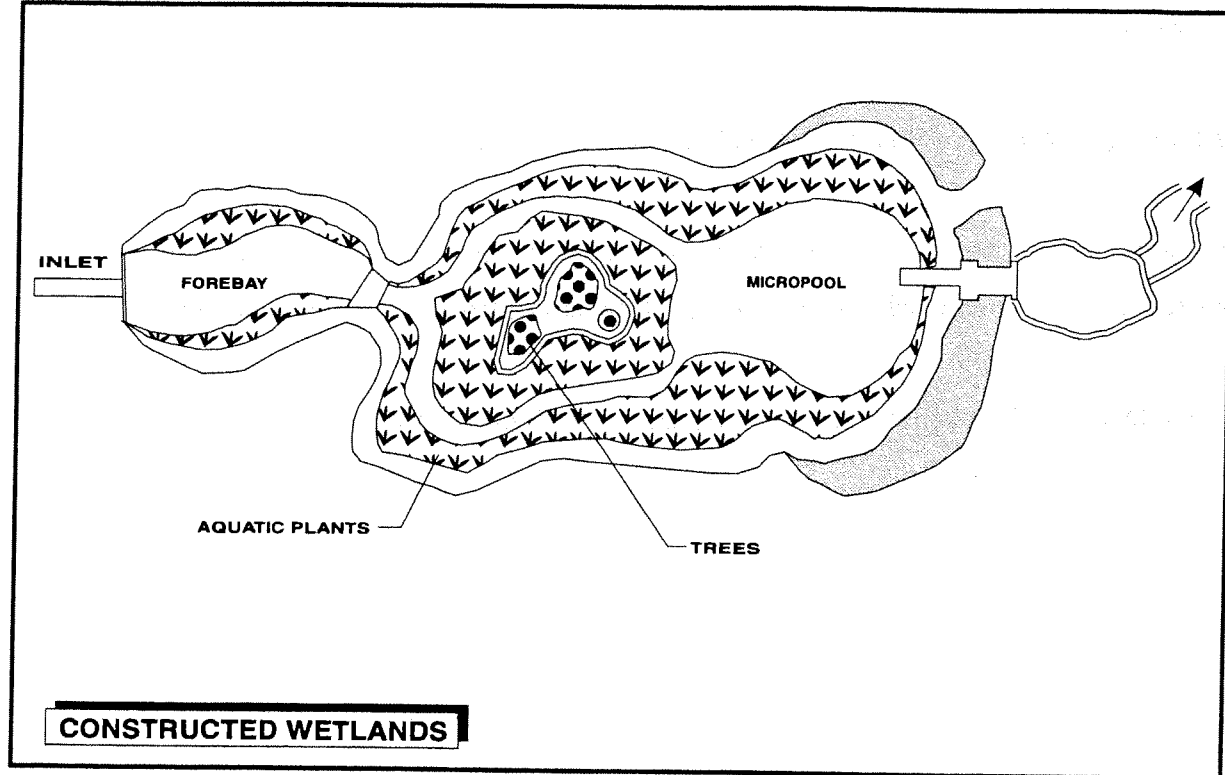 INLET
FOREBAY
MICROPOOL
AQUATIC PLANTS
TREES
CONSTRUCTED WETLANDS